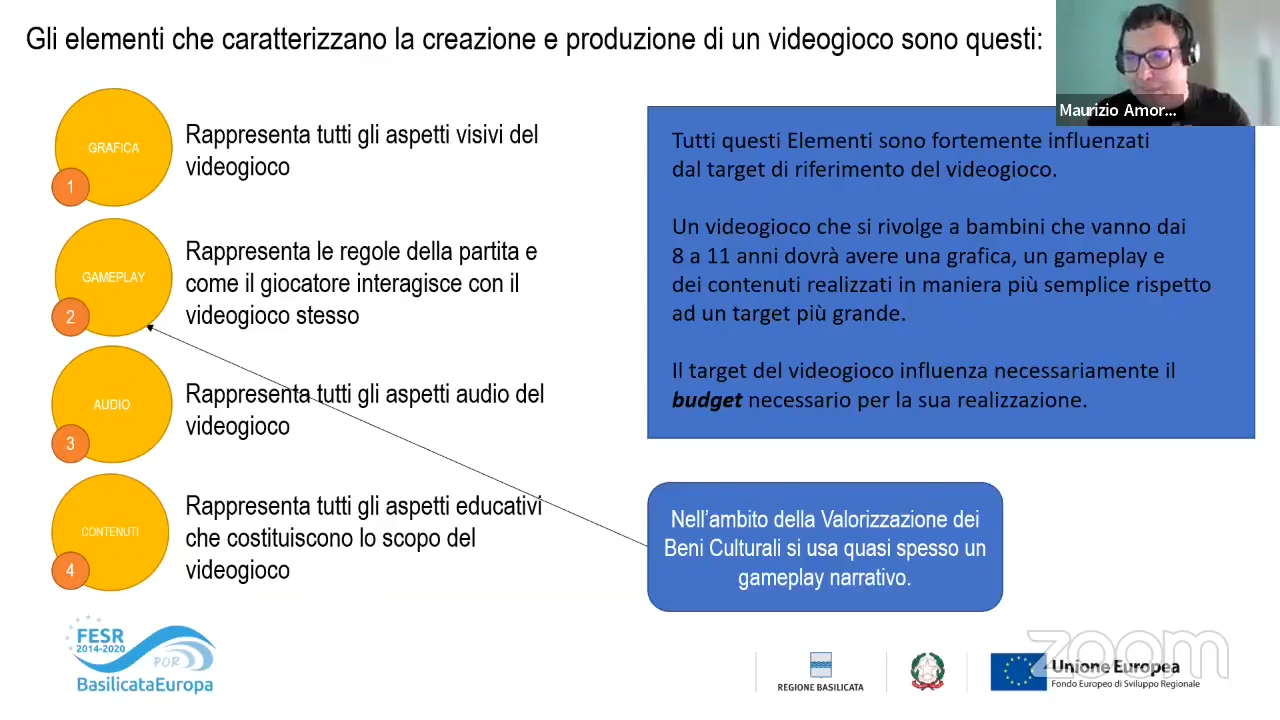 Gli elementi che caratterizzano la creazione e produzione di un videogioco sono questi:
Maurizio Amor...
GRAFICA
1
Rappresenta tutti gli aspetti visivi del
videogioco
GAMEPLAY
2
Rappresenta le regole della partita e
come il giocatore interagisce con il
videogioco stesso
AUDIO
3
Rappresenta tutti gli aspetti audio del
videogioco
CONTENUTI
4
Rappresenta tutti gli aspetti educativi
che costituiscono lo scopo del
videogioco
Tutti questi Elementi sono fortemente influenzati
dal target di riferimento del videogioco.
Un videogioco che si rivolge a bambini che vanno dai
8 a 11 anni dovrà avere una grafica, un gameplay e
dei contenuti realizzati in maniera più semplice rispetto
ad un target più grande.
Il target del videogioco influenza necessariamente il
budget necessario per la sua realizzazione.
Nell'ambito della Valorizzazione dei
Beni Culturali si usa quasi spesso un
gameplay narrativo.
FESR
2014-2020
POR
BasilicataEuropa
REGIONE BASILICATA
Unione Europea
Fondo Europeo di Sviluppo Regionale
zoom